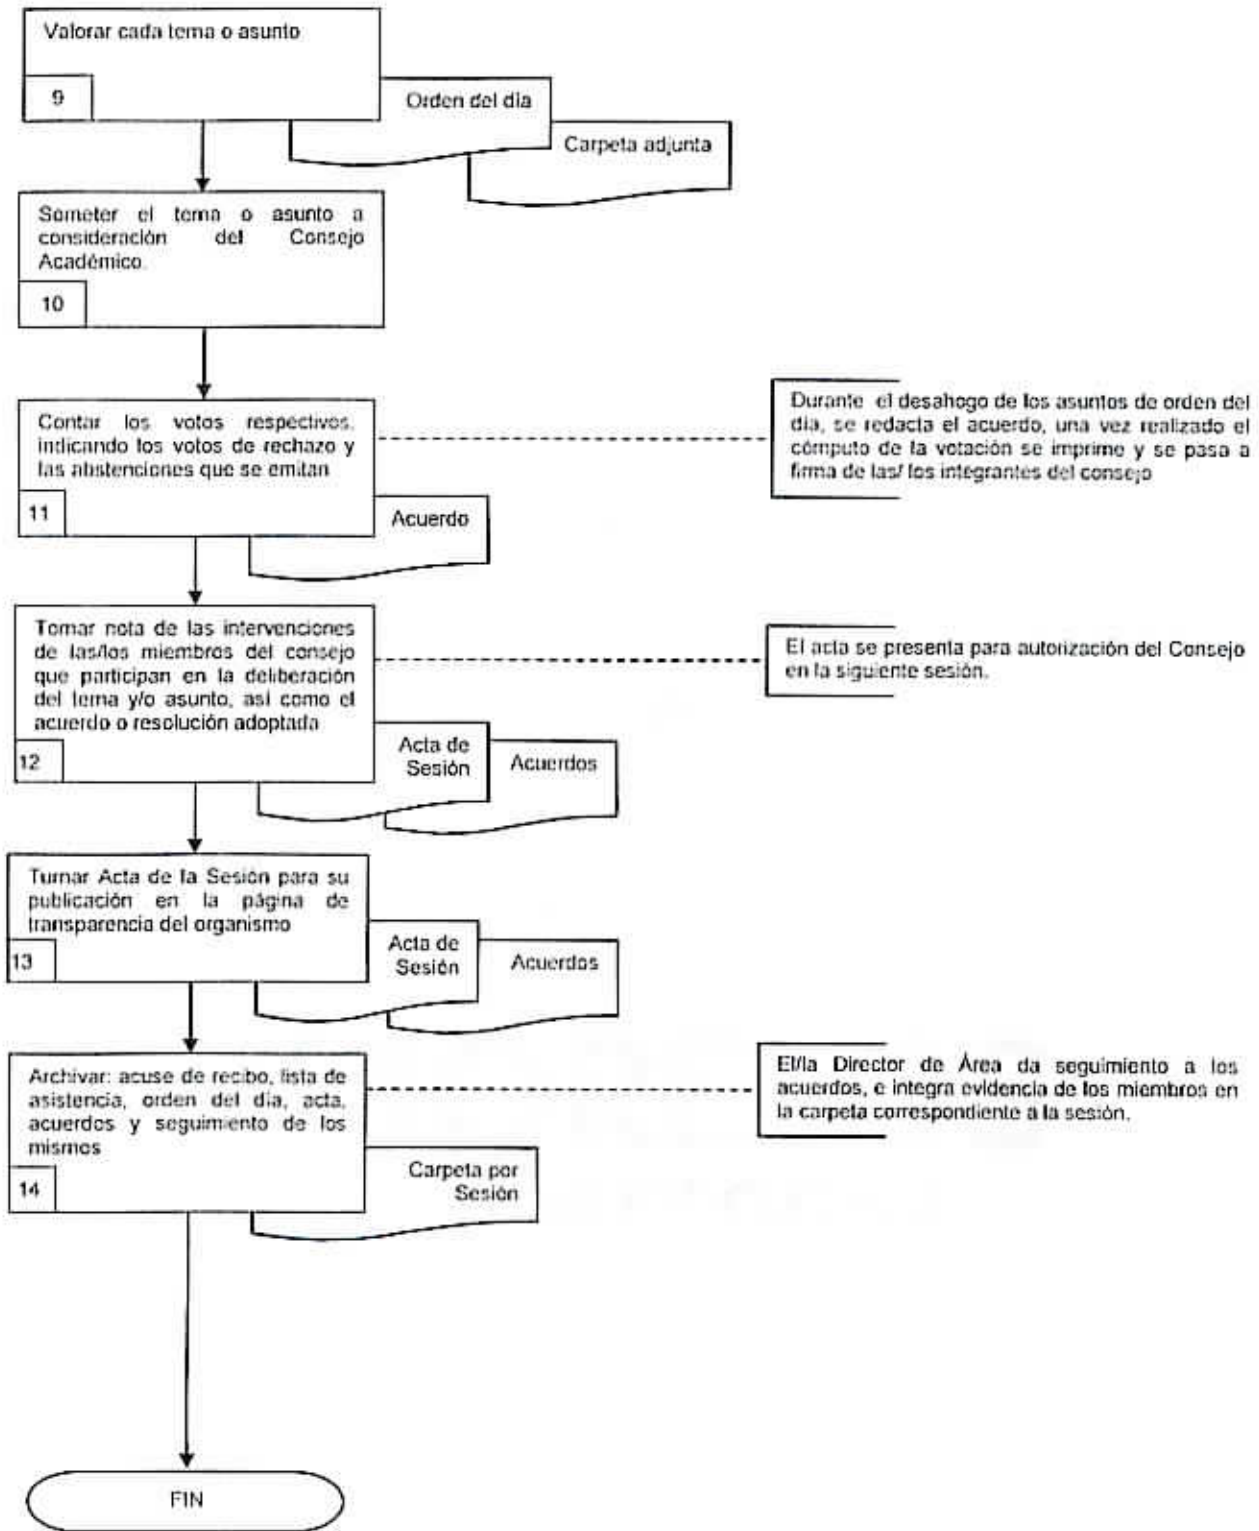 Valorar cada tema o asunto
9
Orden del día
Carpeta adjunta
Someter el tema o asunto a
consideración del Consejo
Académico.
10
Contar los votos respectivos,
indicando los votos de rechazo y
las abstenciones que se emitan
11
Acuerdo
Durante el desahogo de los asuntos de orden del
día, se redacta el acuerdo, una vez realizado el
cómputo de la votación se imprime y se pasa a
firma de las/ los integrantes del consejo
Tomar nota de las intervenciones
de las/los miembros del consejo
que participan en la deliberación
del tema y/o asunto, así como el
acuerdo o resolución adoptada
12
Acta de
Sesión
Acuerdos
El acta se presenta para autorización del Consejo
en la siguiente sesión.
Turnar Acta de la Sesión para su
publicación en la página de
transparencia del organismo
13
Acta de
Sesión
Acuerdos
Archivar: acuse de recibo, lista de
asistencia, orden del día, acta,
acuerdos y seguimiento de los
mismos
14
Carpeta por
Sesión
El/la Director de Área da seguimiento a los
acuerdos, e integra evidencia de los miembros en
la carpeta correspondiente a la sesión.
FIN